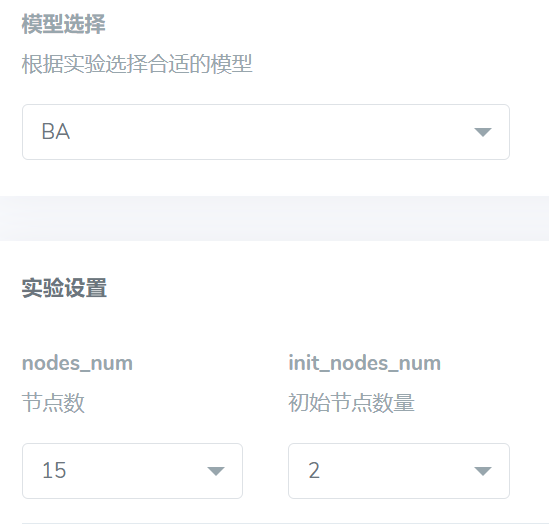 模型选择
根据实验选择合适的模型
BA
实验设置
nodes_num
init_nodes_num
节点数
初始节点数量
15
2